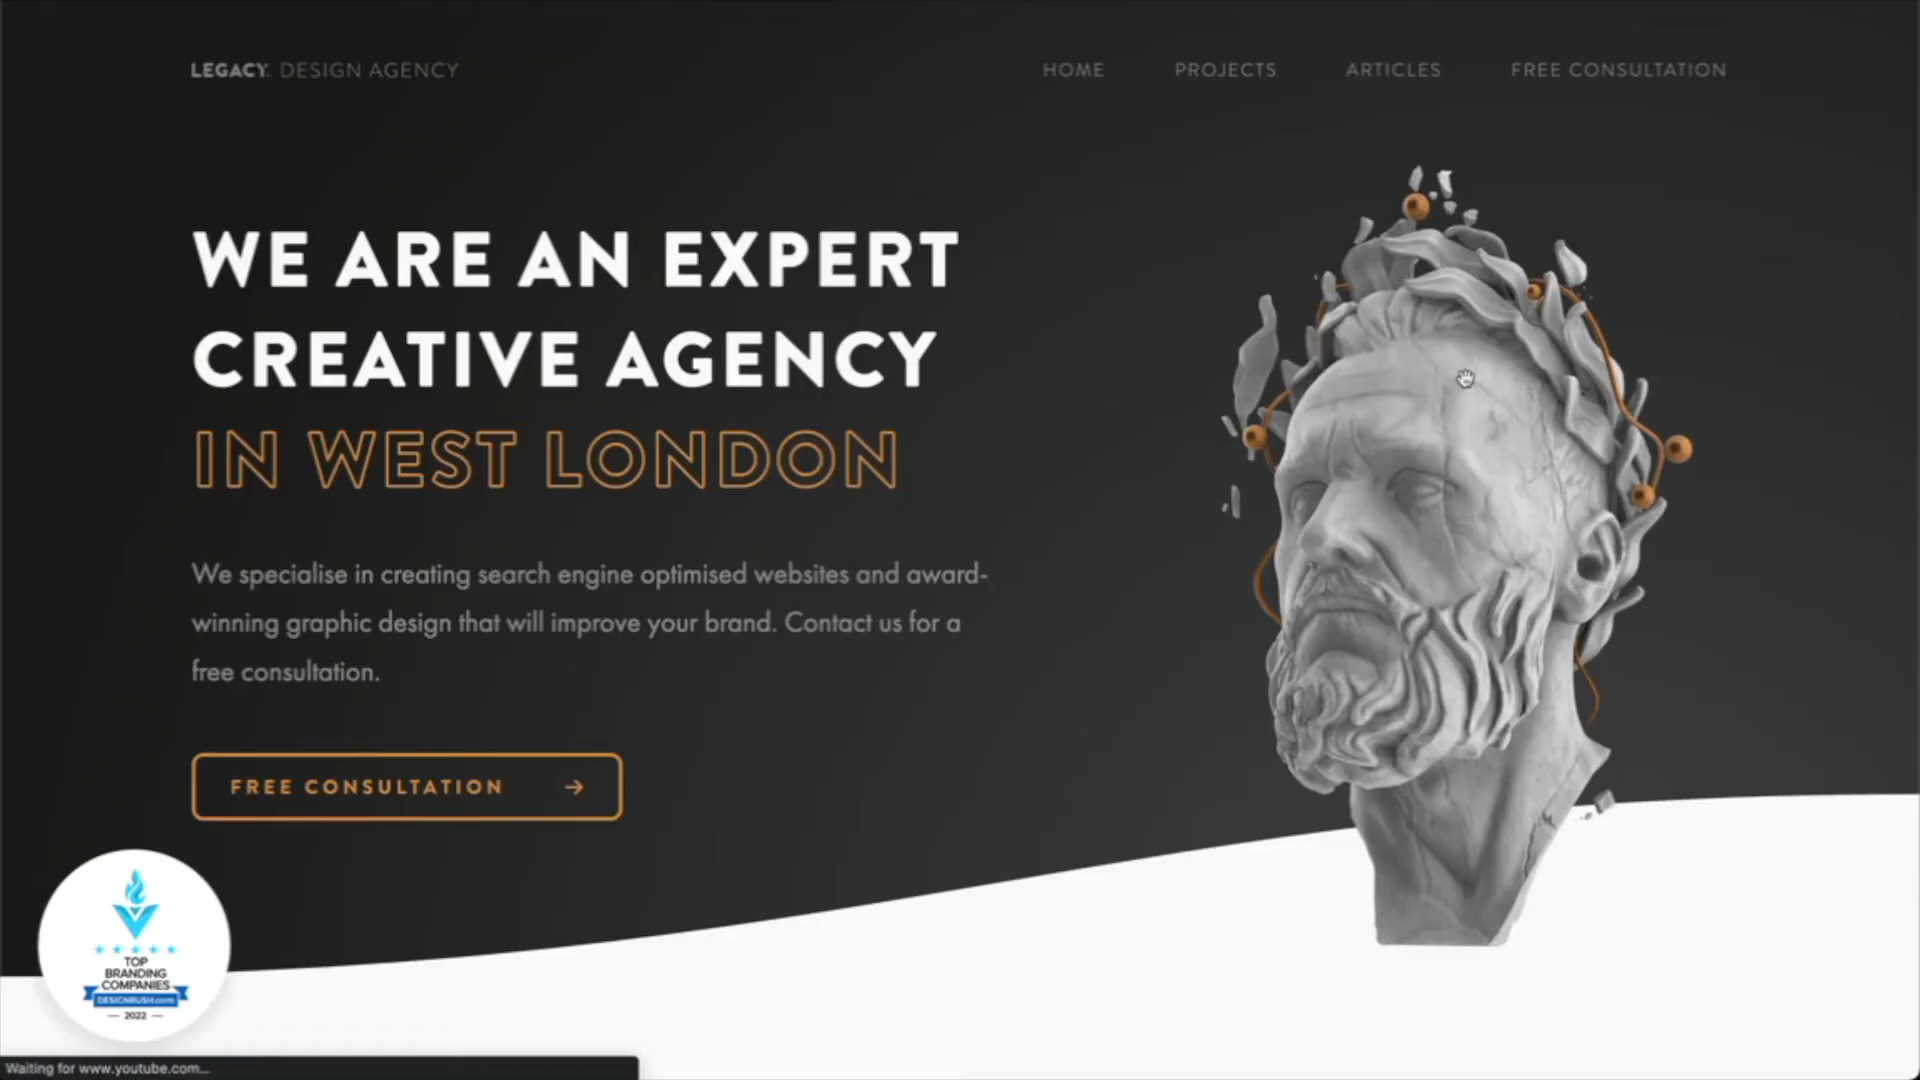 LEGACY. DESIGN AGENCY
HOME
PROJECTS
ARTICLES
FREE CONSULTATION
WE ARE AN EXPERT
CREATIVE AGENCY
IN WEST LONDON
We specialise in creating search engine optimised websites and award-
winning graphic design that will improve your brand. Contact us for a
free consultation.
FREE CONSULTATION →
TOP
BRANDING
COMPANIES
DESIGNRUSH.com
— 2022 —
Waiting for www.youtube.com...